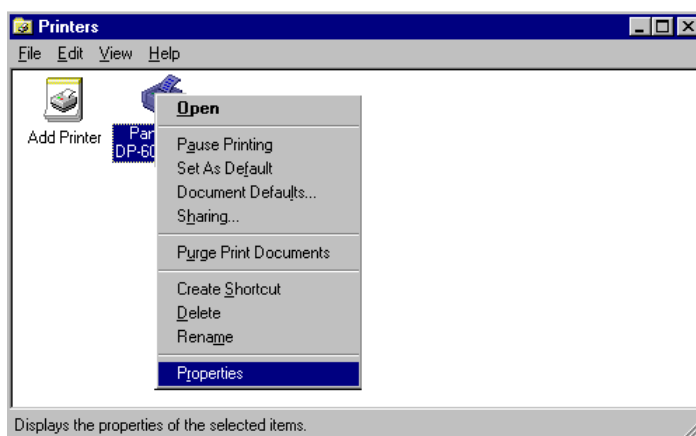 Printers
File Edit View Help
Add Printer
Par
DP-60
Open
Pause Printing
Set As Default
Document Defaults...
Sharing...
Purge Print Documents
Create Shortcut
Delete
Rename
Properties
Displays the properties of the selected items.